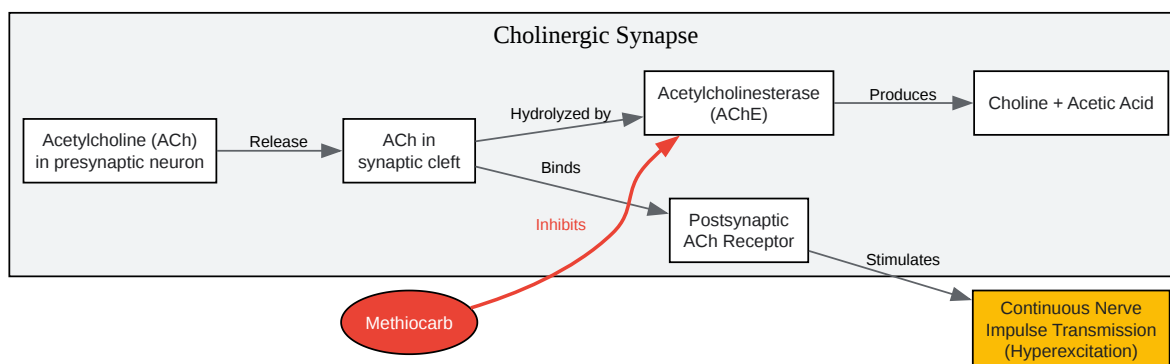 Cholinergic Synapse
Acetylcholine (ACh)
in presynaptic neuron
Release
ACh in
synaptic cleft
Hydrolyzed by
Acetylcholinesterase
(AChE)
Produces
Choline + Acetic Acid
Binds
Postsynaptic
ACh Receptor
Inhibits
Stimulates
Methiocarb
Continuous Nerve
Impulse Transmission
(Hyperexcitation)